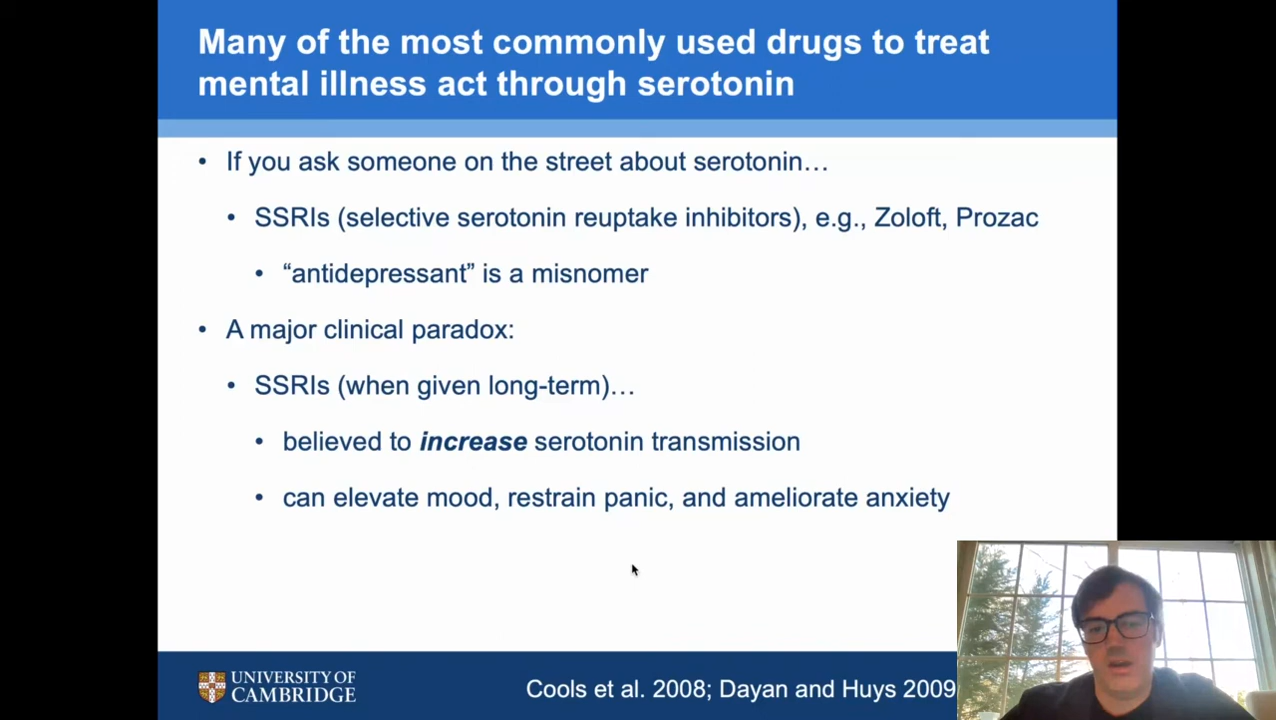 Many of the most commonly used drugs to treat
mental illness act through serotonin
• If you ask someone on the street about serotonin…
• SSRIs (selective serotonin reuptake inhibitors), e.g., Zoloft, Prozac
• “antidepressant” is a misnomer
• A major clinical paradox:
• SSRIs (when given long-term)…
• believed to increase serotonin transmission
• can elevate mood, restrain panic, and ameliorate anxiety
UNIVERSITY OF
CAMBRIDGE
Cools et al. 2008; Dayan and Huys 2009